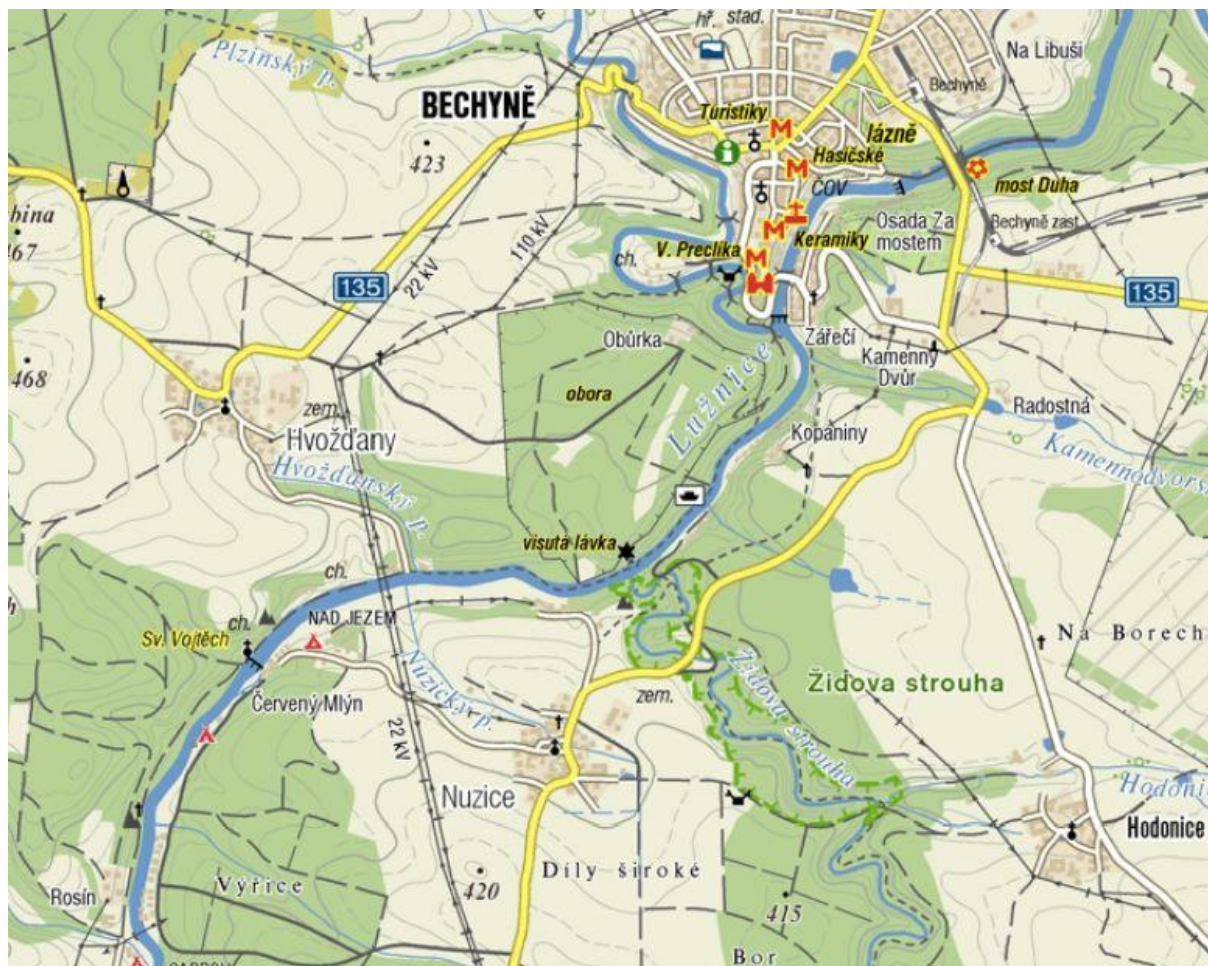 hř.
stad.
Na Libuši
Plzinský p.
Bechyně
BECHYNĚ
Turistiky
lázně
423
Hasičské
ČOV
most Duha
bina
467
Osada Za
mostem
Bechyně zast.
110 kV
22 kV
ch.
V. Preclíka
Keramiky
135
135
Obůrka
Zářečí
Kamenný
Dvůr
468
obora
Lužnice
Radostná
zem.
Hvožďany
Kopaniny
Kamennodvors
Hvožďanský p.
visutá lávka
ch.
ch.
NAD JEZEM
Sv. Vojtěch
Na Borech
Nuzický p.
Židova strouha
Židova strouha
zem.
Červený Mlýn
22 kV
Nuzice
Hodoni
Hodonice
Díly široké
Výřice
420
Rosín
415
Bor